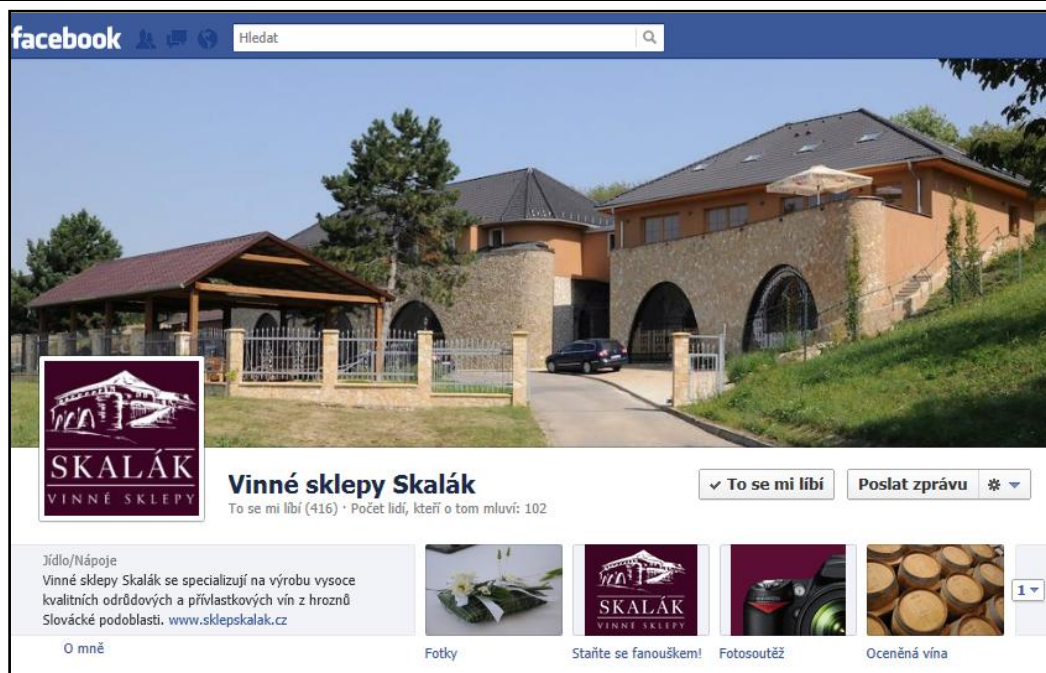 facebook
Hledat
SKALÁK
VINNÉ SKLEPY
Vinné sklepy Skalák
To se mi líbí (416) · Počet lidí, kteří o tom mluví: 102
To se mi líbí
Poslat zprávu
Jídlo/Nápoje
Vinné sklepy Skalák se specializují na výrobu vysoce
kvalitních odrůdových a přívlastkových vín z hroznů
Slovácké podoblasti. www.sklepskalak.cz
O mně
SKALÁK
VINNÉ SKLEPY
1
Fotky
Staňte se fanouškem!
Fotosoutěž
Oceněná vína